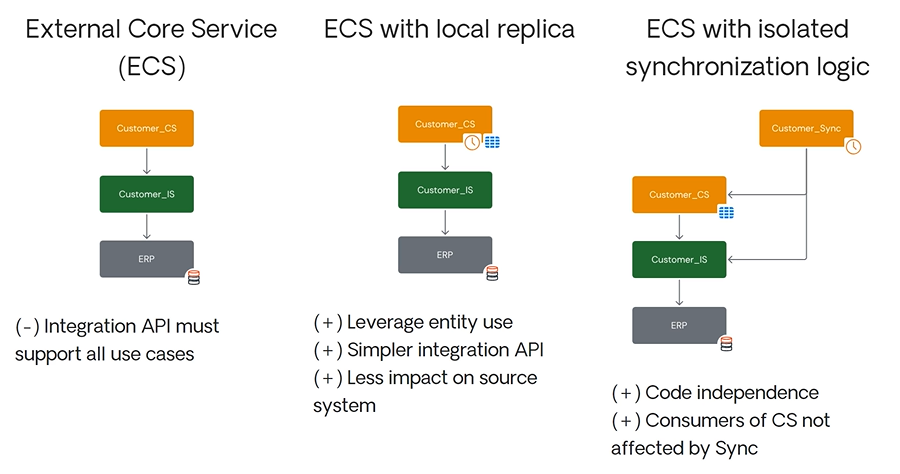 External Core Service
(ECS)
Customer_CS
Customer_IS
ERP
(-) Integration API must
support all use cases
ECS with local replica
Customer_CS
Customer_IS
ERP
(+) Leverage entity use
(+) Simpler integration API
(+) Less impact on source
system
ECS with isolated
synchronization logic
Customer_Sync
Customer_CS
Customer_IS
ERP
(+) Code independence
(+) Consumers of CS not
affected by Sync